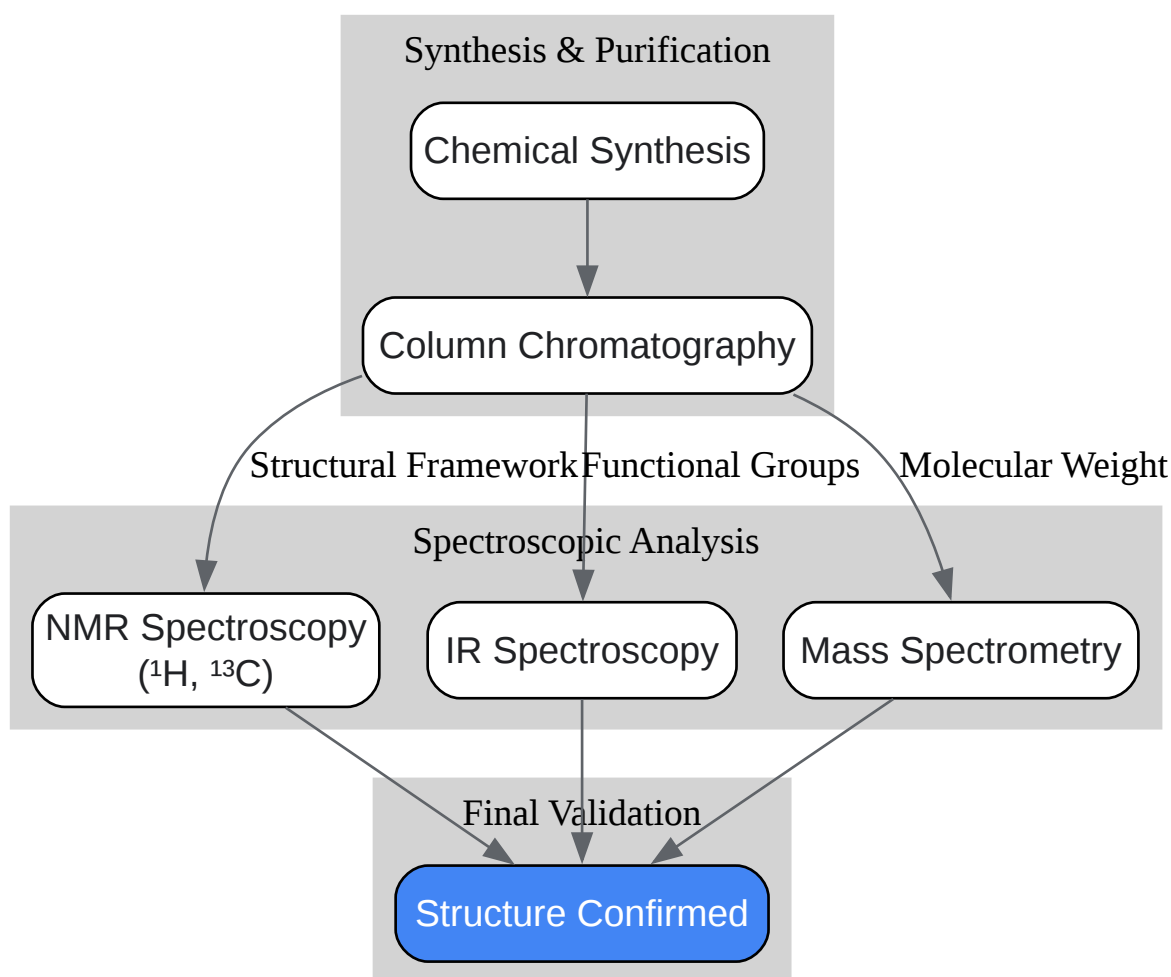 Synthesis & Purification
Chemical Synthesis
Column Chromatography
Structural Framework
Functional Groups
Molecular Weight
Spectroscopic Analysis
NMR Spectroscopy
(¹H, ¹³C)
IR Spectroscopy
Mass Spectrometry
Final Validation
Structure Confirmed